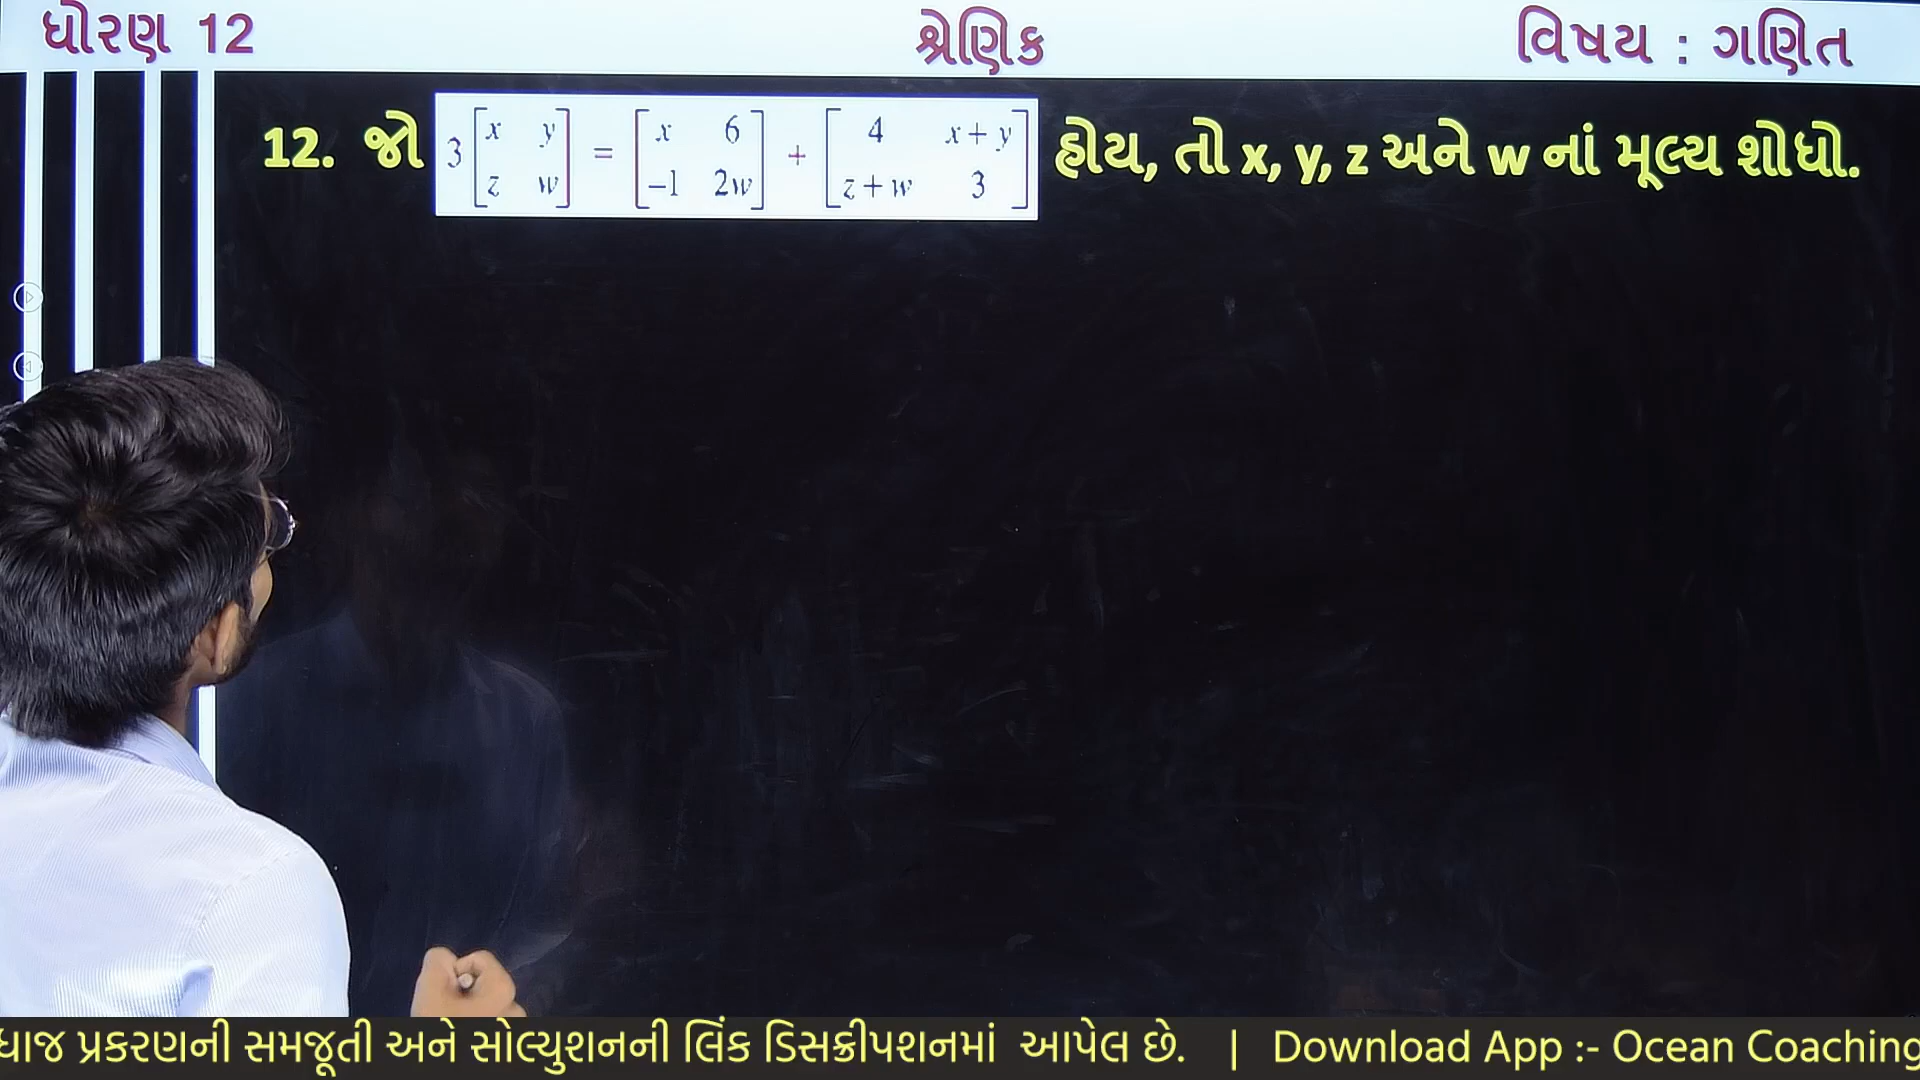 ધોરણ 12 શ્રેણિક વિષય : ગણિત
12. જો 3 [x y] = [x 6] + [4 x + y] હોય, તો x, y, z અને w નાં મૂલ્ય શોધો.
[z w] [−1 2w] [z + w 3]
ધાજ પ્રકરણની સમજૂતી અને સોલ્યુશનની લિંક ડિસક્રીપશનમાં આપેલ છે. | Download App :- Ocean Coaching